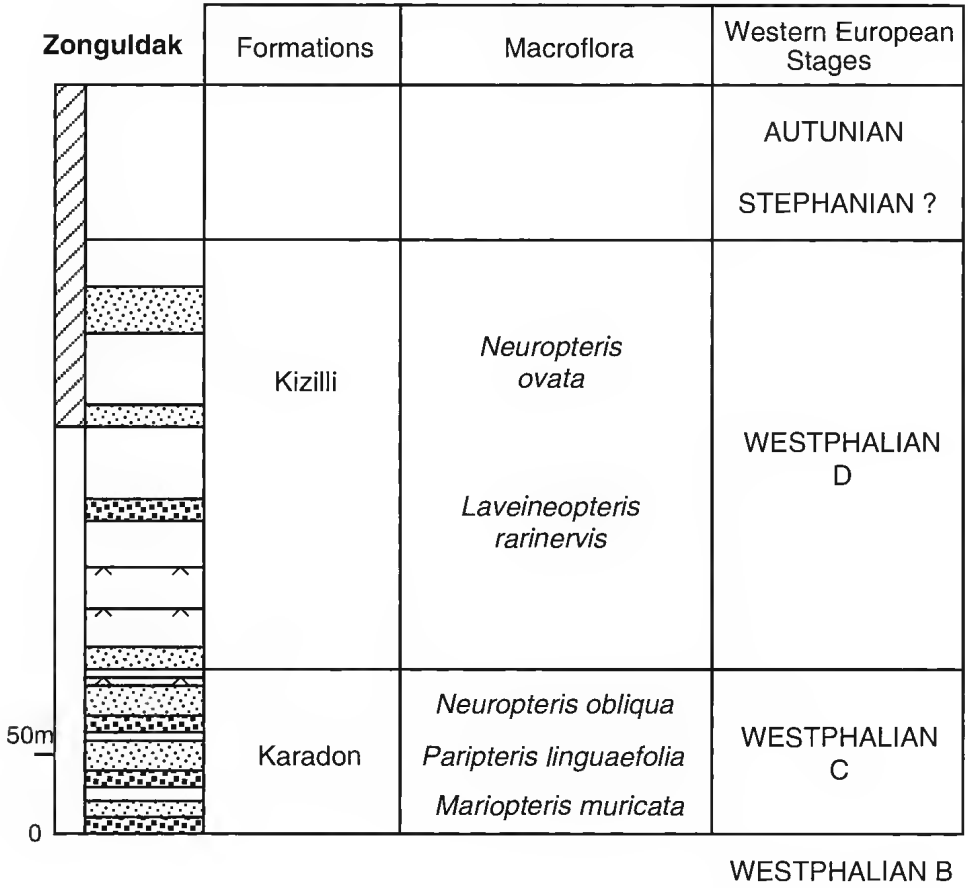 Zonguldak
Formations
Macroflora
Western European
Stages
AUTUNIAN
STEPHANIAN ?
Kizilli
Neuropteris
ovata
Laveineopteris
rarinervis
WESTPHALIAN
D
50m
0
Karadon
Neuropteris obliqua
Paripteris linguaefolia
Mariopteris muricata
WESTPHALIAN
C
WESTPHALIAN B